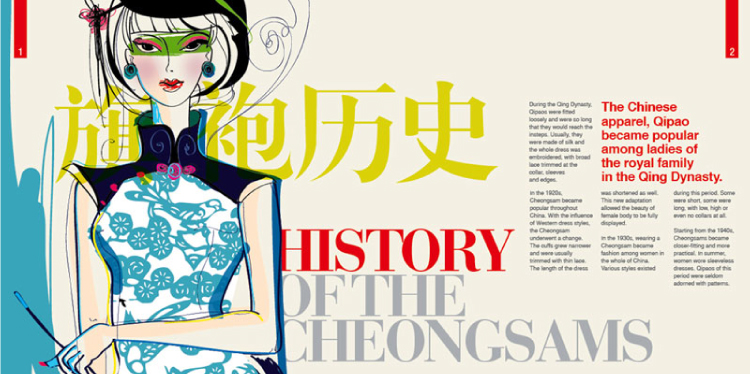 1
2
旗袍历史
HISTORY
OF THE
CHEONGSAMS
During the Qing Dynasty,
Qipaos were fitted
loosely and were so long
that they would reach the
insteps. Usually, they
were made of silk and
the whole dress was
embroidered, with broad
lace trimmed at the
collar, sleeves
and edges.
The Chinese
apparel, Qipao
became popular
among ladies of
the royal family
in the Qing Dynasty.
in the 1920s,
Cheongsam became
popular throughout
China. With the influence
of Western dress styles,
the Cheongsam
underwent a change.
The cuffs grew narrower
and were usually
trimmed with thin lace.
The length of the dress
was shortened as well.
This new adaptation
allowed the beauty of
female body to be fully
displayed.
in the 1930s, wearing a
Cheongsam became
fashion among women in
the whole of China.
Various styles existed
during this period. Some
were short, some were
long, with low, high or
even no collars at all.
Starting from the 1940s,
Cheongsams became
closer-fitting and more
practical. In summer,
women wore sleeveless
dresses. Qipaos of this
period were seldom
adorned with patterns.